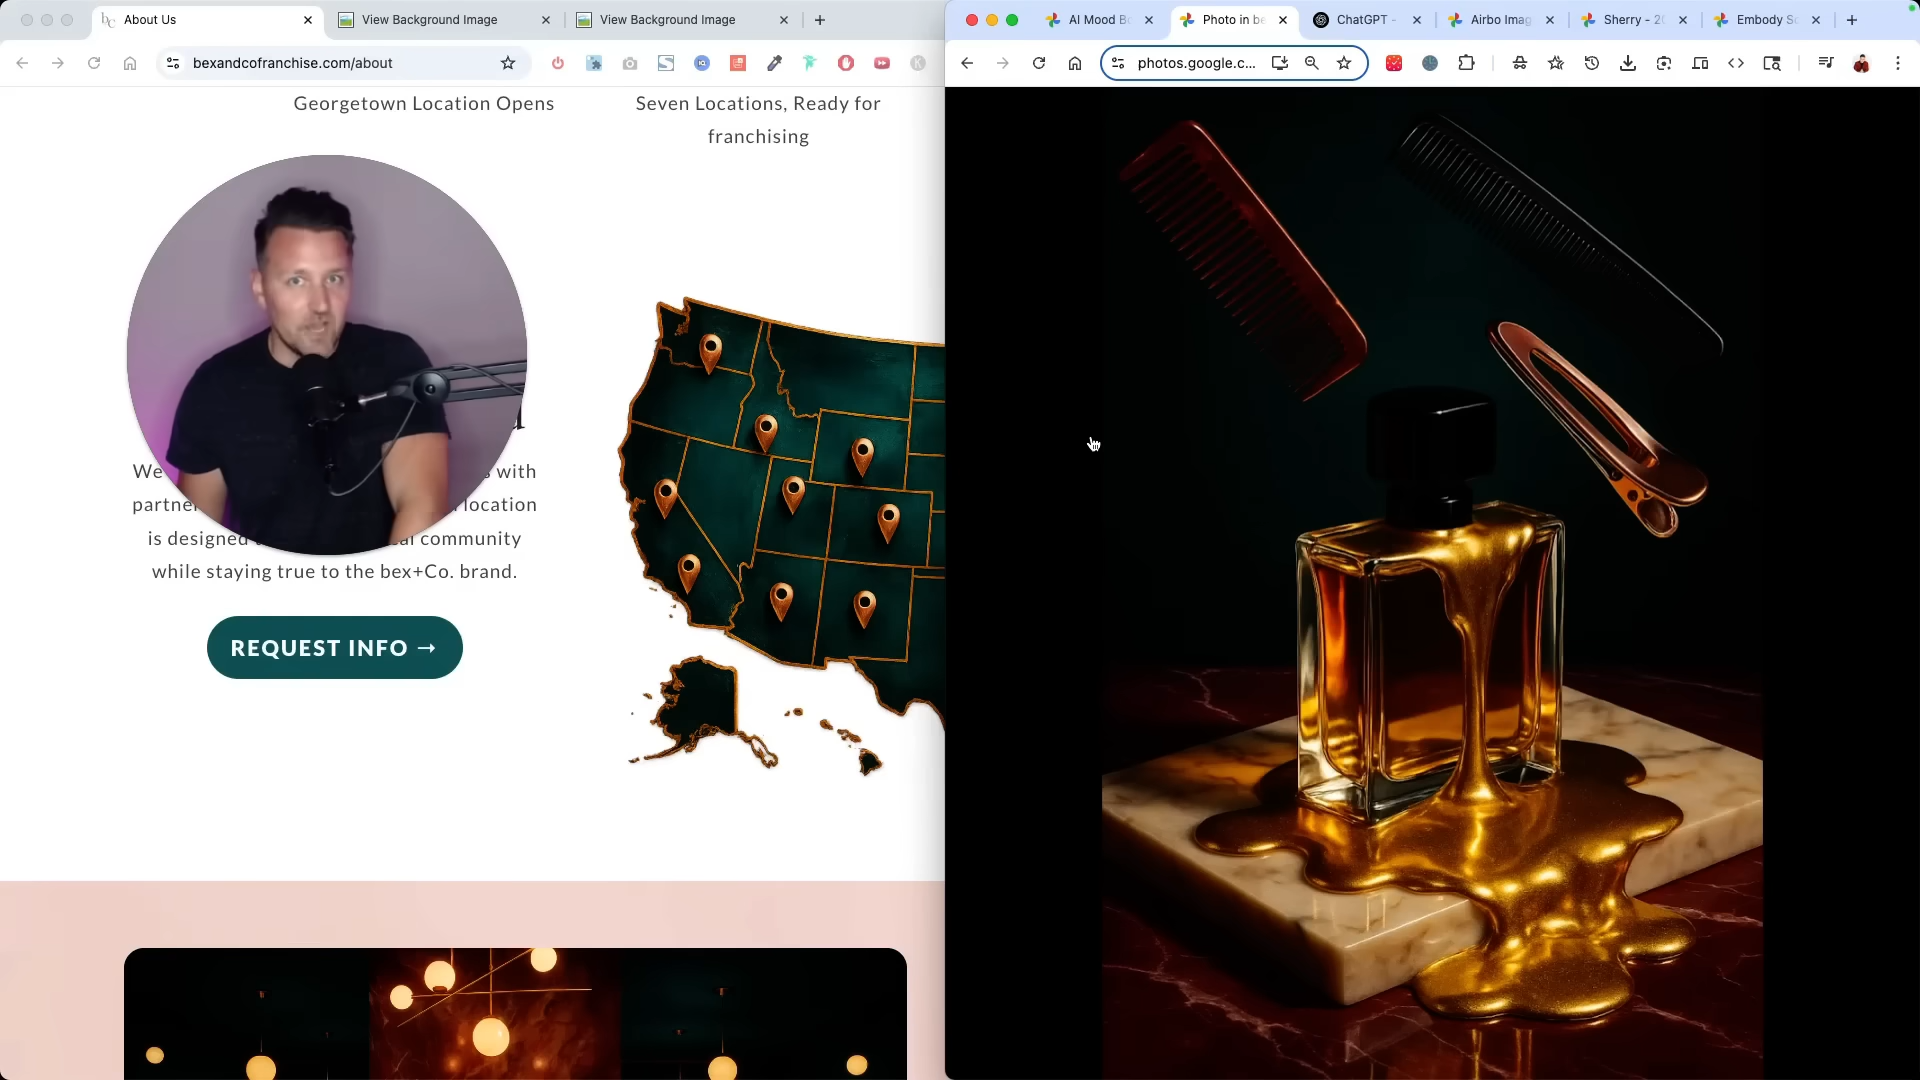 About Us
View Background Image
View Background Image
AI Mood B
Photo in be
ChatGPT -
Airbo Imag
Sherry - 20
Embody S
bexandcofranchise.com/about
photos.google.c...
Georgetown Location Opens
Seven Locations, Ready for
franchising
We with
location
is designed community
while staying true to the bex+Co. brand.
REQUEST INFO →